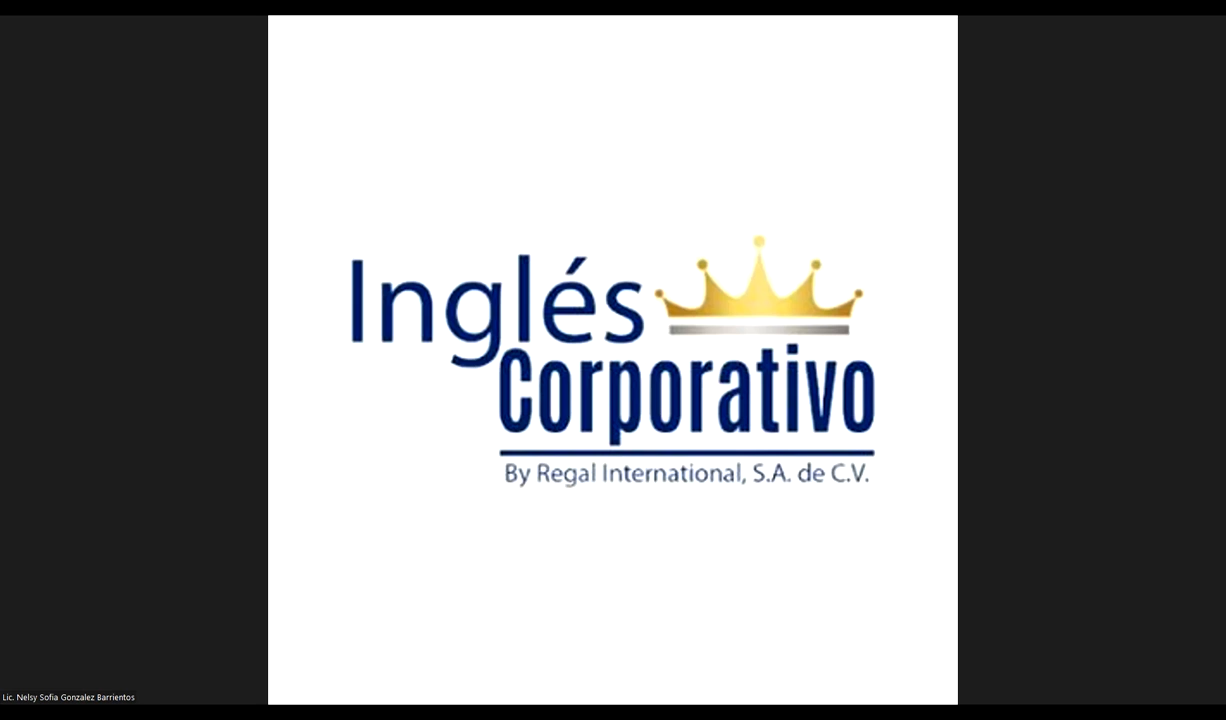 Inglés
Corporativo
By Regal International, S.A. de C.V.
Lic. Nelsy Sofia Gonzalez Barrientos